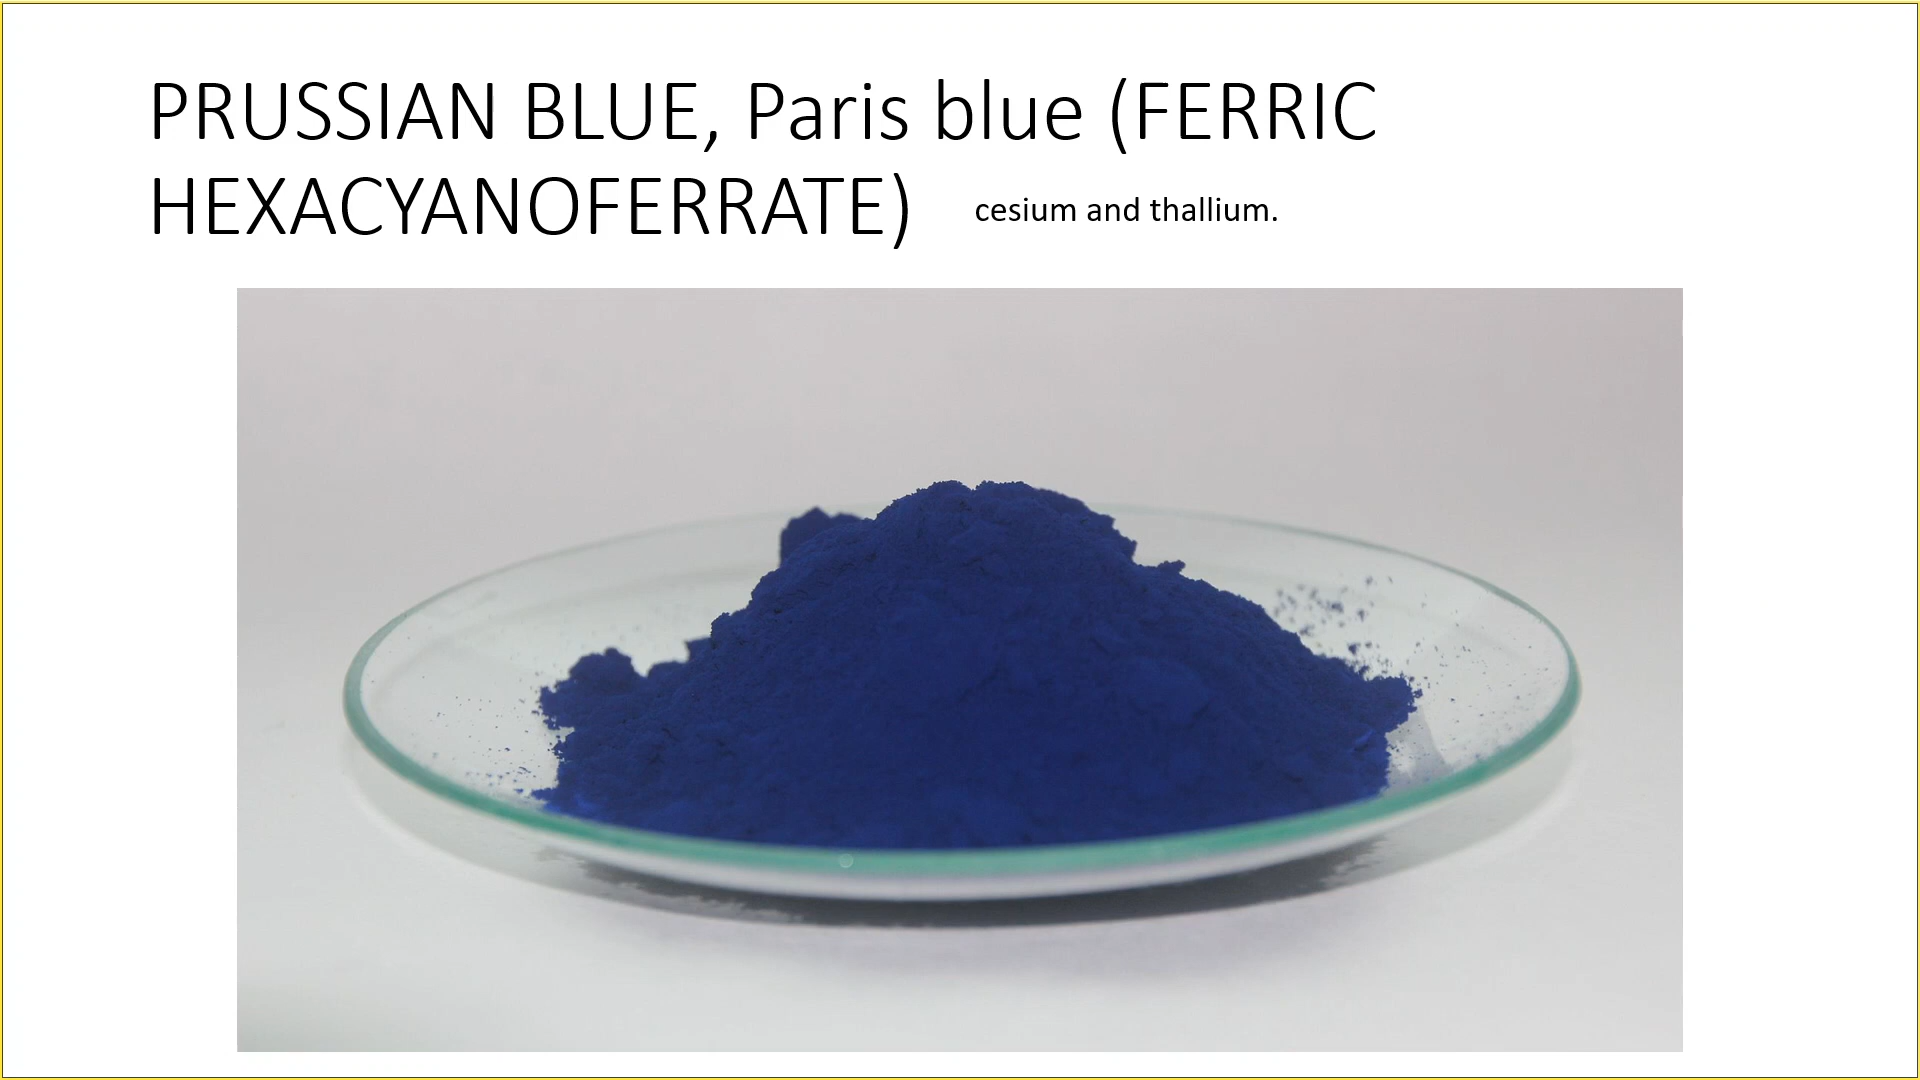 PRUSSIAN BLUE, Paris blue (FERRIC
HEXACYANOFERRATE)
cesium and thallium.